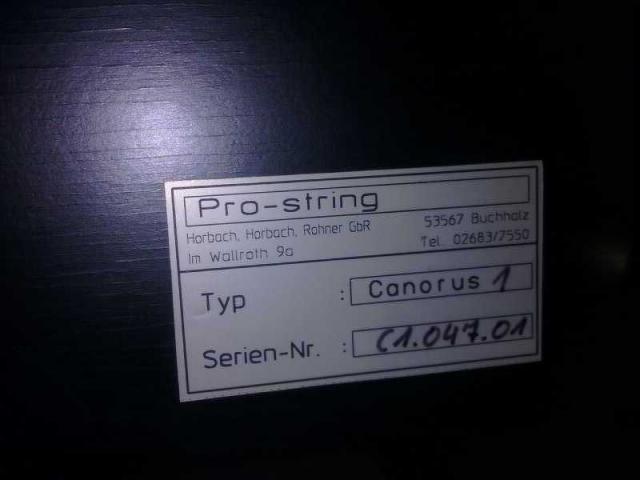 Pro-string
Horbach, Horbach, Rohner GbR 53567 Buchholz
Im Wallroth 9a Tel. 02683/7550
Typ : Canorus 1
Serien-Nr. : C1.047.01